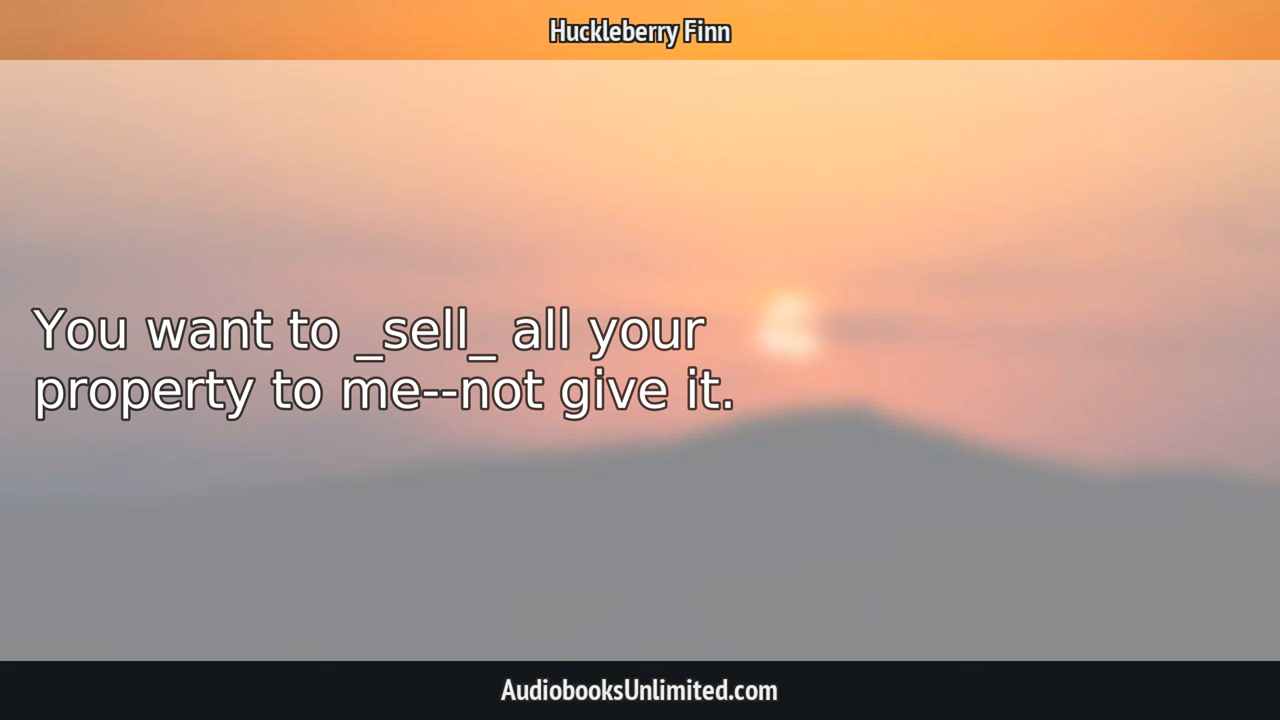 Huckleberry Finn
You want to _sell_ all your
property to me--not give it.
AudiobooksUnlimited.com